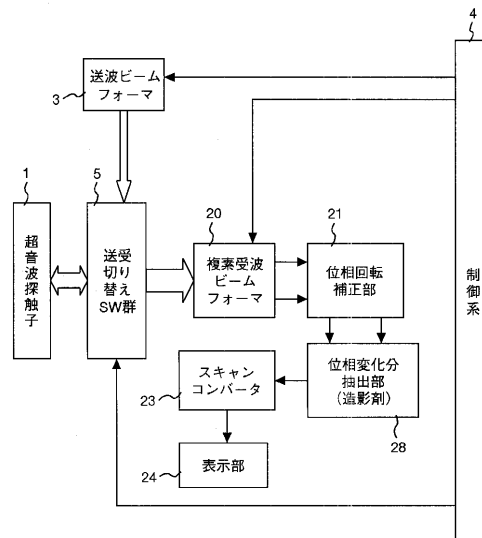 4
送波ビーム
フォーマ
3
1
超音波探触子
5
送受
切り
替え
SW群
20
複素受波
ビーム
フォーマ
21
位相回転
補正部
制御系
位相変化分
抽出部
(造影剤)
28
スキャン
コンバータ
23
表示部
24